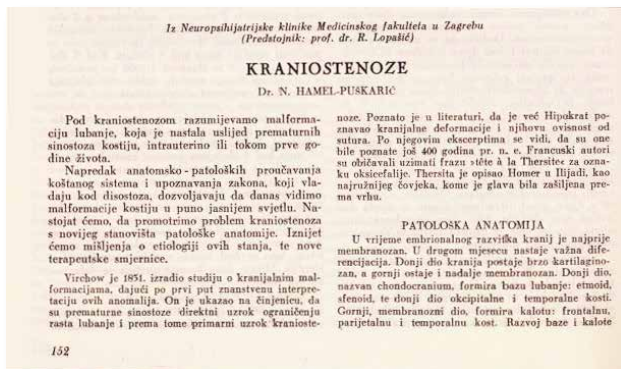 Iz Neuropsihijatrijske klinike Medicinskog fakulteta u Zagrebu
(Predstojnik: prof. dr. R. Lopašić)
KRANIOSTENOZE
Dr. N. HAMEL-PUŠKARIĆ
Pod kraniostenozom razumijevamo malforma-
ciju lubanje, koja je nastala uslijed prematurnih
sinostoza kostiju, intrauterino ili tokom prve go-
dine života.
Napredak anatomsko-patoloških proučavanja
koštanog sistema i upoznavanja zakona, koji vla-
daju kod disostoza, dozvoljavaju da danas vidimo
malformacije kostiju u puno jasnijem svjetlu. Na-
stojat ćemo, da promotrimo problem kraniostenoza
s novijeg stanovišta patološke anatomije. Iznijet
ćemo mišljenja o etiologiji ovih stanja, te nove
terapeutske smjernice.
Virchow je 1851. izradio studiju o kranijalnim mal-
formacijama, dajući po prvi put znanstvenu interpre-
taciju ovih anomalija. On je ukazao na činjenicu, da
su prematurne sinostoze direktni uzrok ograničenju
rasta lubanje i prema tome primarni uzrok krånioste-
noze. Poznato je u literaturi, da je već Hipokrat po-
znavao kranijalne deformacije i njihovu ovisnost od
sutura. Po njegovim ekscerptima se vidi, da su one
bile poznate još 400 godina pr. n. e. Francuski autori
su običavali uzimati frazu »tête à la Thersite« za ozna-
ku oksicefalije. Thersita je opisao Homer u Ilijadi, kao
najružnijeg čovjeka, kome je glava bila zašiljena pre-
ma vrhu.
PATOLOŠKA ANATOMIJA
U vrijeme embrionalnog razvitka kranij je najprije
membranozan. U drugom mjesecu nastaje važna dife-
rencijacija. Donji dio kranija postaje brzo kartilagino-
zan, a gornji ostaje i nadalje membranozan. Donji dio,
nazvan chondocranium, formira bazu lubanje: etmoid,
sfenoid, te donji dio okcipitalne i temporalne kosti.
Gornji, membranozni dio, formira kalotu: frontalnu,
parijetalnu i temporalnu kost. Razvoj baze i kalote
152